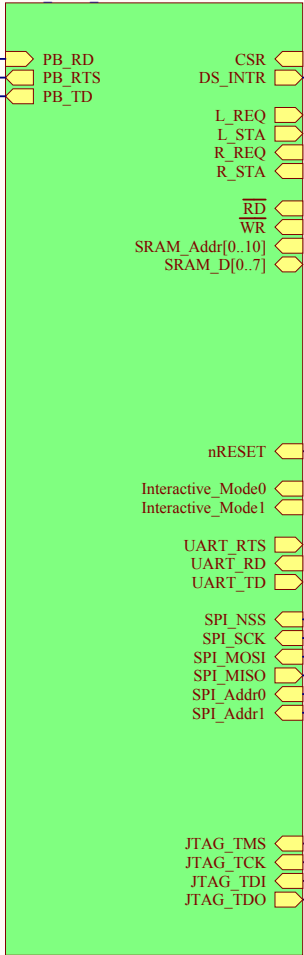 PB_RD
PB_RTS
PB_TD
CSR
DS_INTR
L_REQ
L_STA
R_REQ
R_STA
RD
WR
SRAM_Addr[0..10]
SRAM_D[0..7]
nRESET
Interactive_Mode0
Interactive_Mode1
UART_RTS
UART_RD
UART_TD
SPI_NSS
SPI_SCK
SPI_MOSI
SPI_MISO
SPI_Addr0
SPI_Addr1
JTAG_TMS
JTAG_TCK
JTAG_TDI
JTAG_TDO